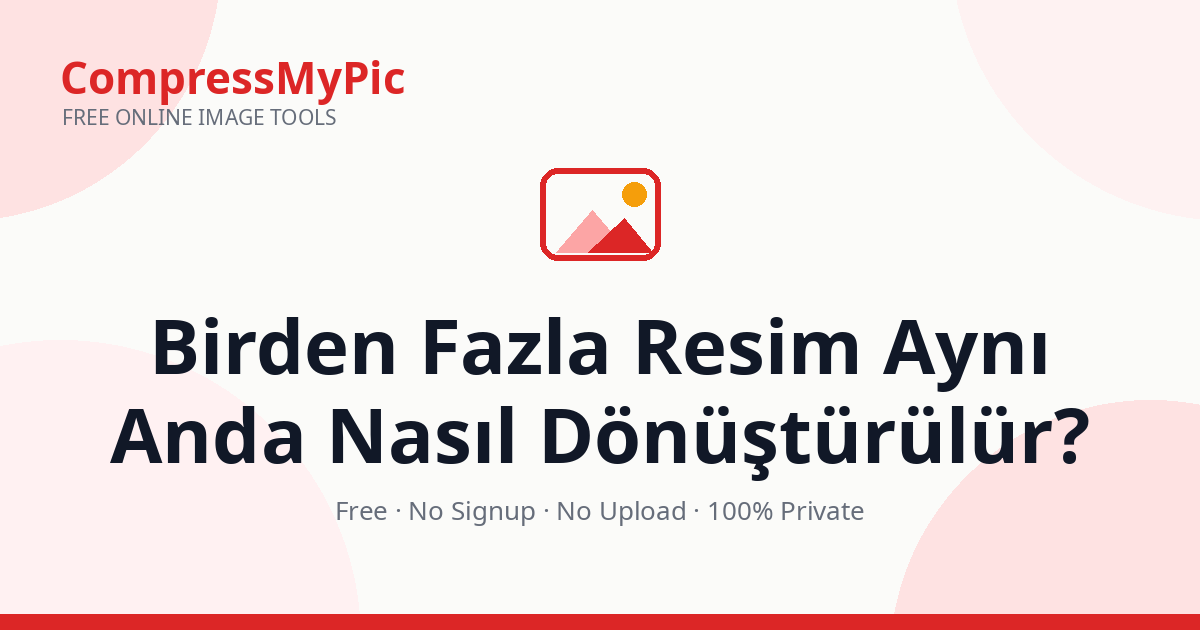 CompressMyPic
FREE ONLINE IMAGE TOOLS
Birden Fazla Resim Aynı
Anda Nasıl Dönüştürülür?
Free · No Signup · No Upload · 100% Private